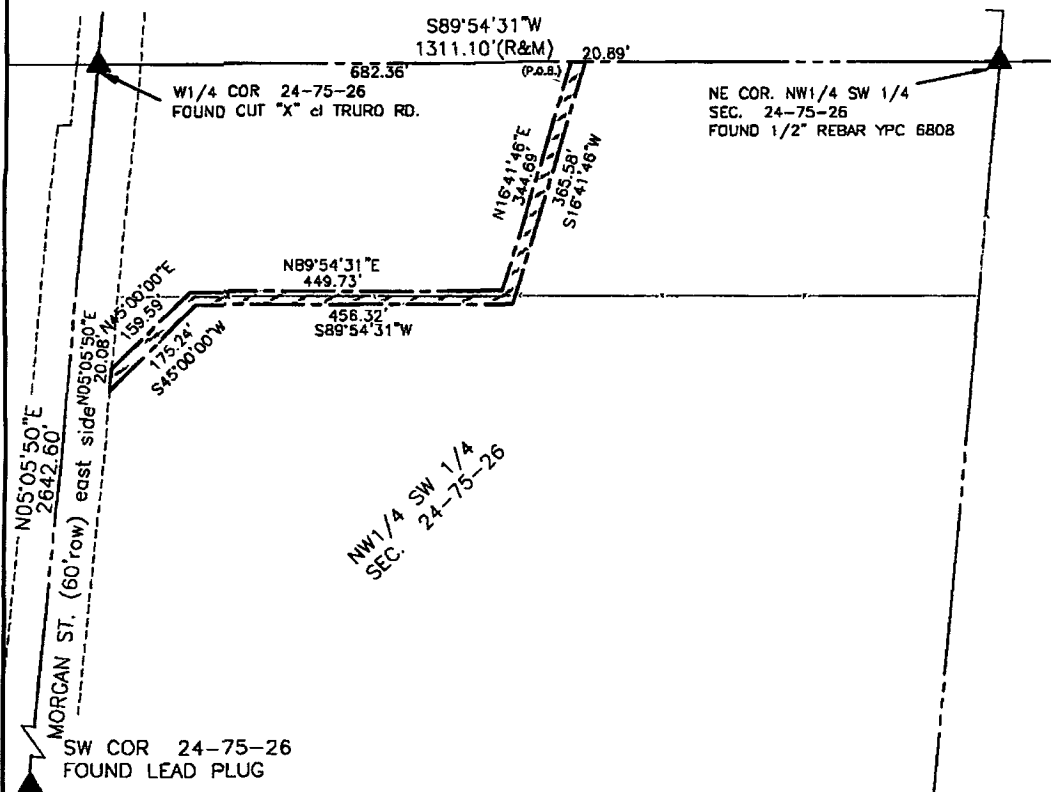 S89°54'31"W
1311.10'(R&M)
20.89'
682.36'
(P.O.B.)
W1/4 COR 24-75-26
FOUND CUT "X" cl TRURO RD.
NE COR. NW1/4 SW 1/4
SEC. 24-75-26
FOUND 1/2" REBAR YPC 6808
N16°41'46"E
344.69'
365.58'
S16°41'46"W
N89°54'31"E
449.73'
456.32'
S89°54'31"W
N45°00'00"E
159.59'
175.24'
S45°00'00"W
N05°05'50"E
20.08'
N05°05'50"E
2642.60'
MORGAN ST. (60'row) east side
NW1/4 SW 1/4
SEC. 24-75-26
SW COR 24-75-26
FOUND LEAD PLUG